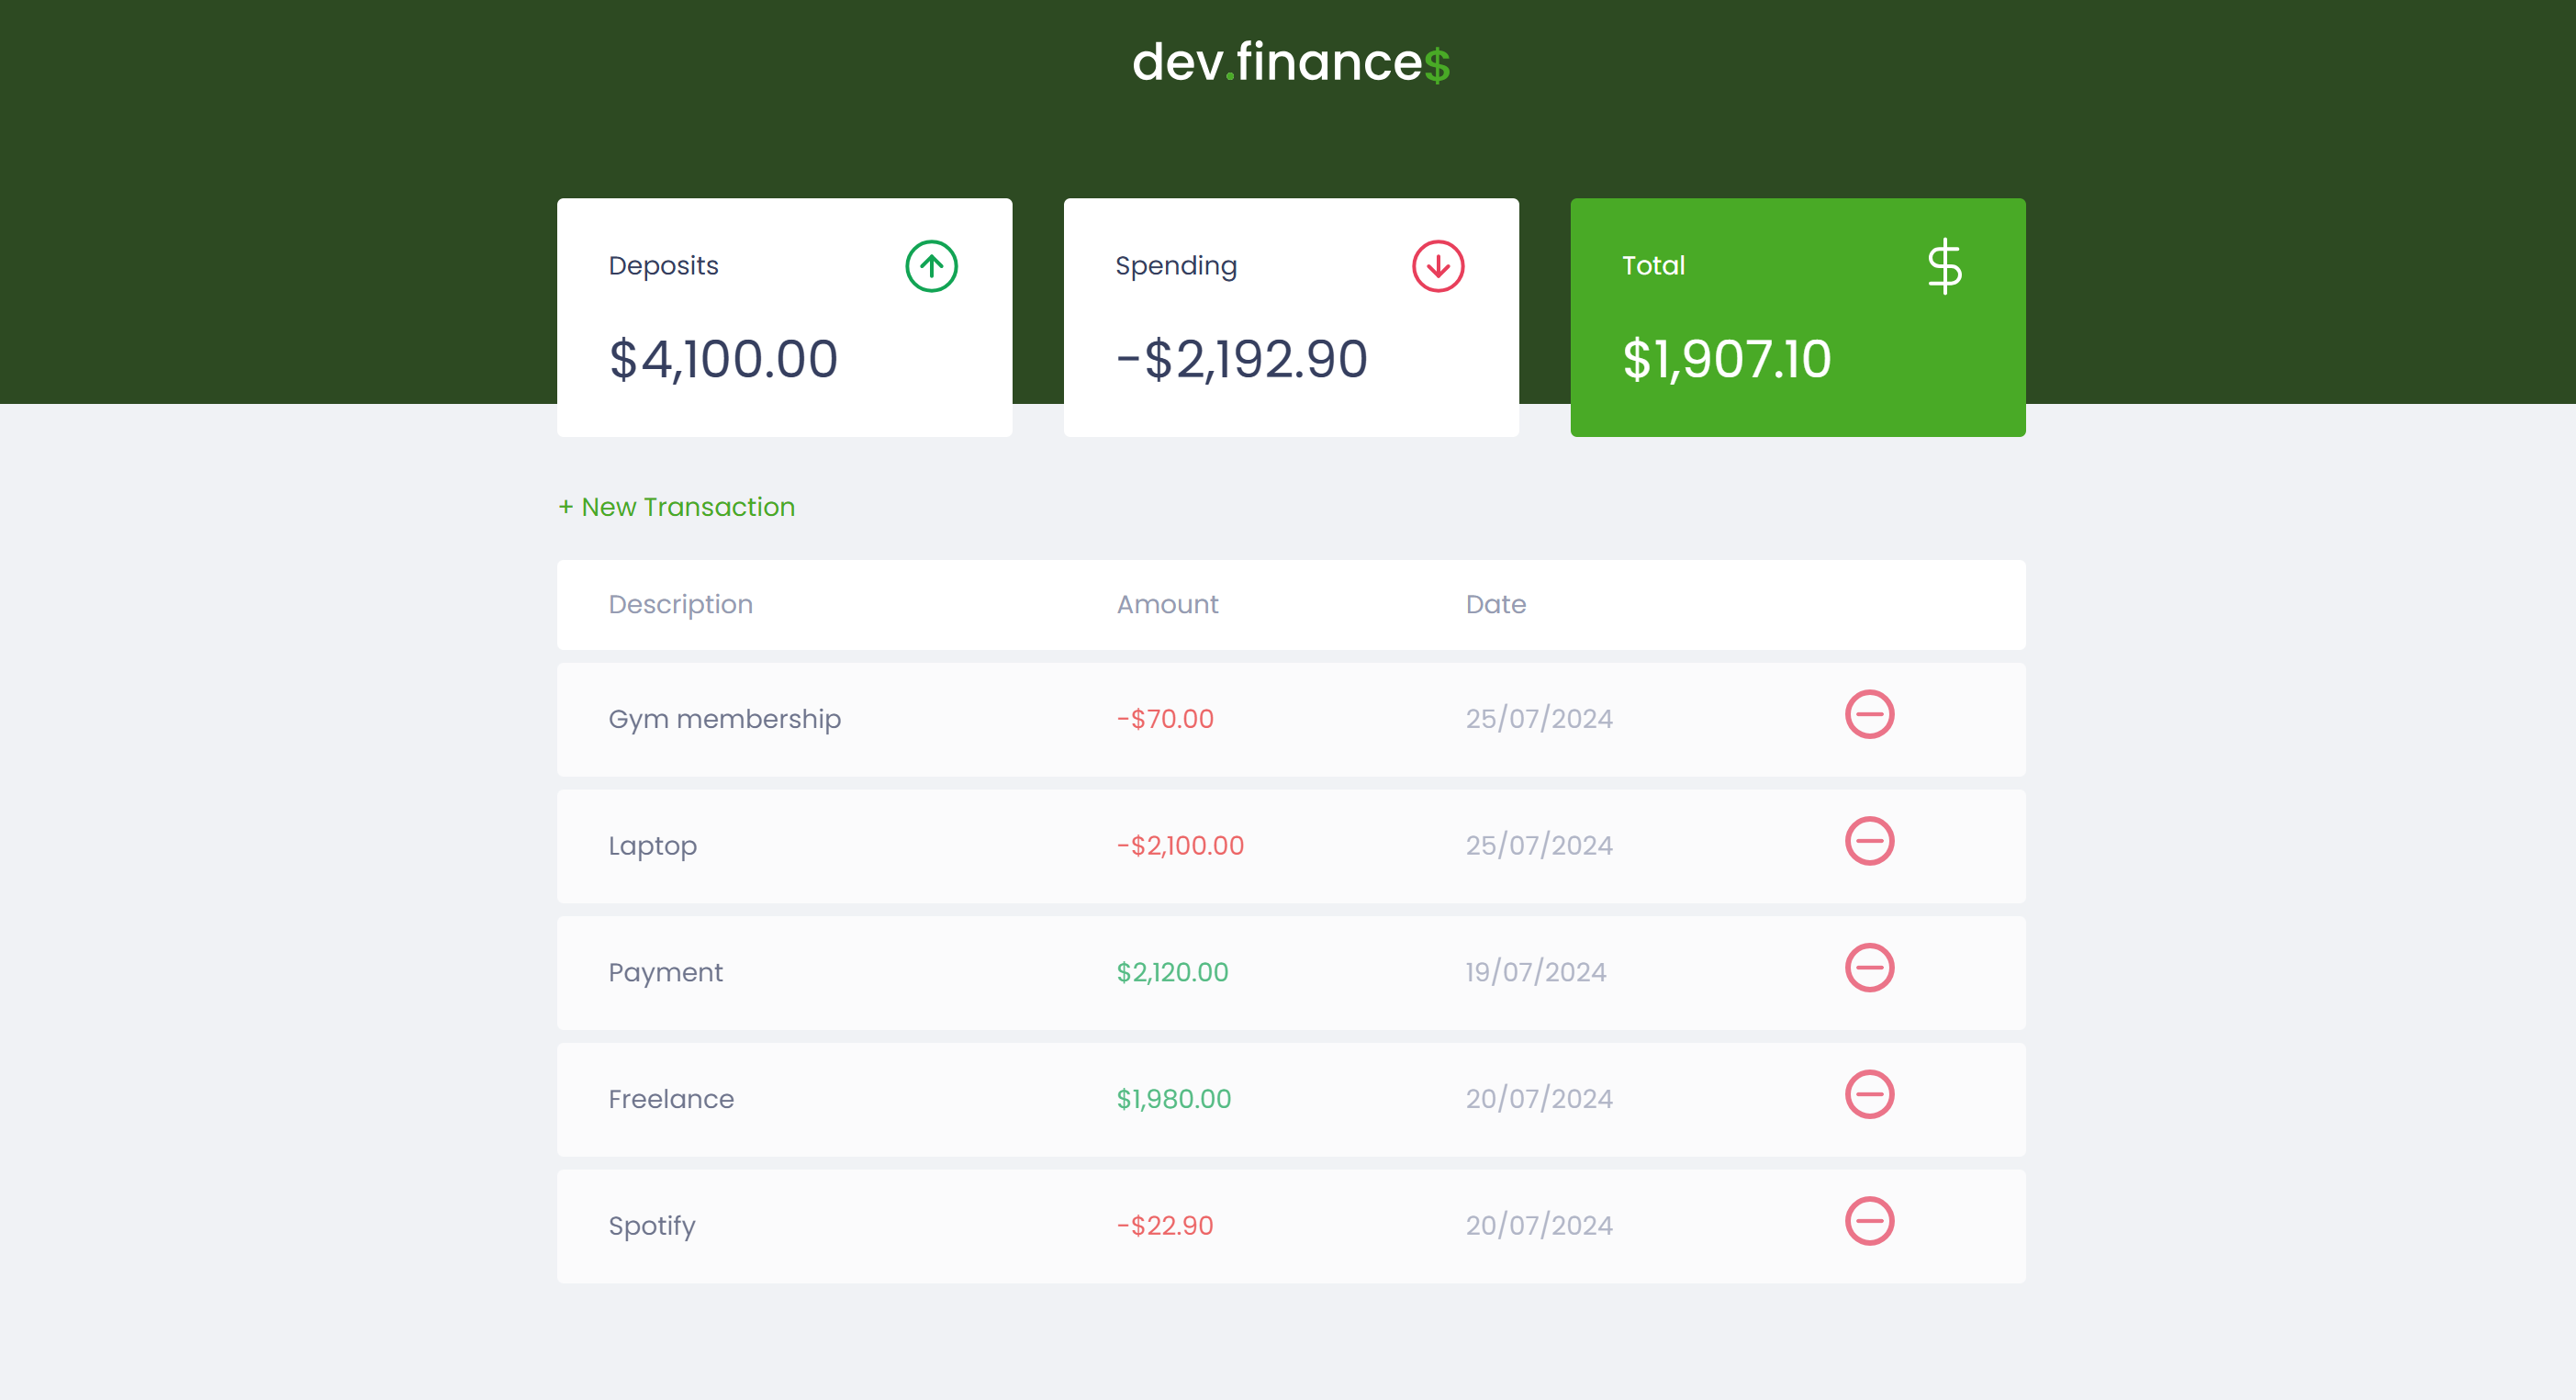 dev.finance$
Deposits
$4,100.00
Spending
-$2,192.90
Total
$
$1,907.10
+ New Transaction
Description Amount Date
Gym membership -$70.00 25/07/2024
Laptop -$2,100.00 25/07/2024
Payment $2,120.00 19/07/2024
Freelance $1,980.00 20/07/2024
Spotify -$22.90 20/07/2024